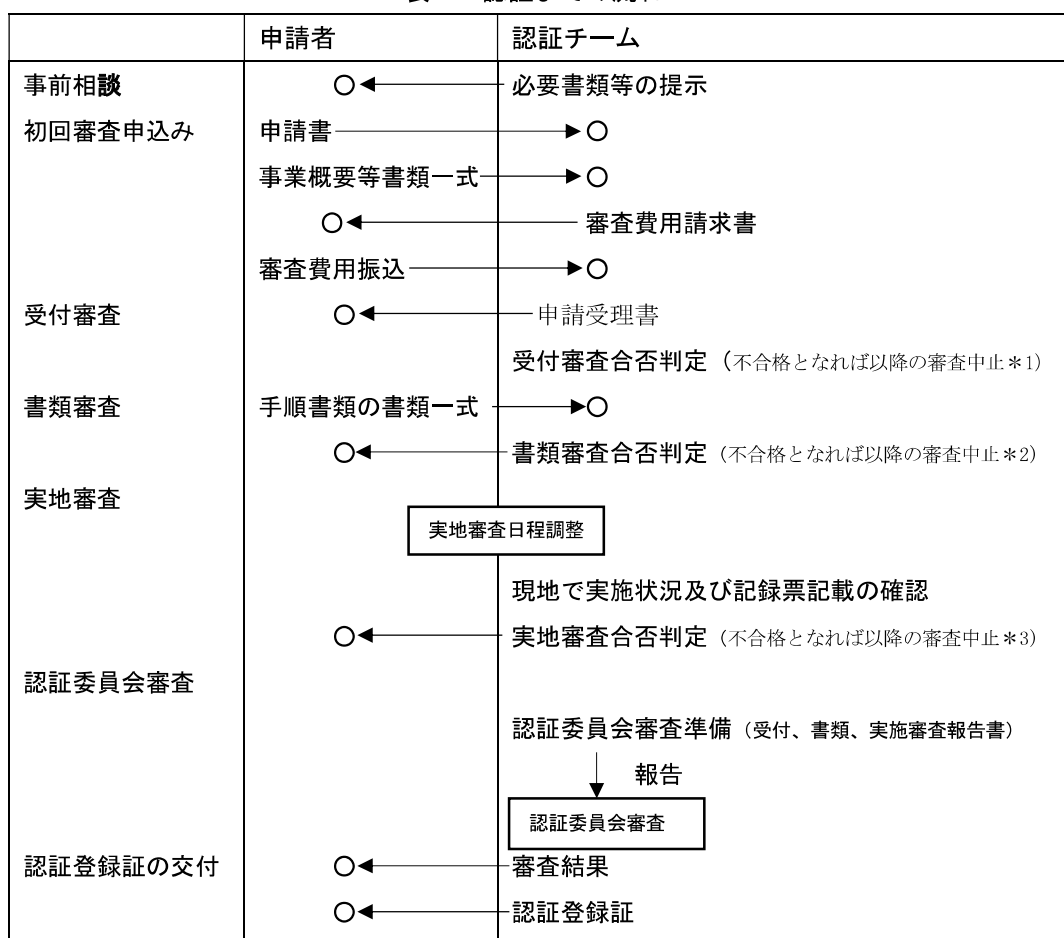 申請者 認証チーム
事前相談 ○ 必要書類等の提示
初回審査申込み 申請書 ○
事業概要等書類一式 ○
○ 審査費用請求書
審査費用振込 ○
受付審査 ○ 申請受理書
受付審査合否判定（不合格となれば以降の審査中止＊1）
書類審査 手順書類の書類一式 ○
○ 書類審査合否判定（不合格となれば以降の審査中止＊2）
実地審査
実地審査日程調整
現地で実施状況及び記録票記載の確認
○ 実地審査合否判定（不合格となれば以降の審査中止＊3）
認証委員会審査
認証委員会審査準備（受付、書類、実施審査報告書）
報告
認証委員会審査
認証登録証の交付 ○ 審査結果
○ 認証登録証